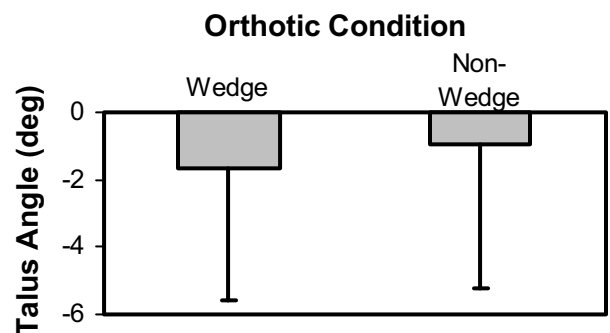 Orthotic Condition
Wedge
Non-
Wedge
Talus Angle (deg)
0
-2
-4
-6